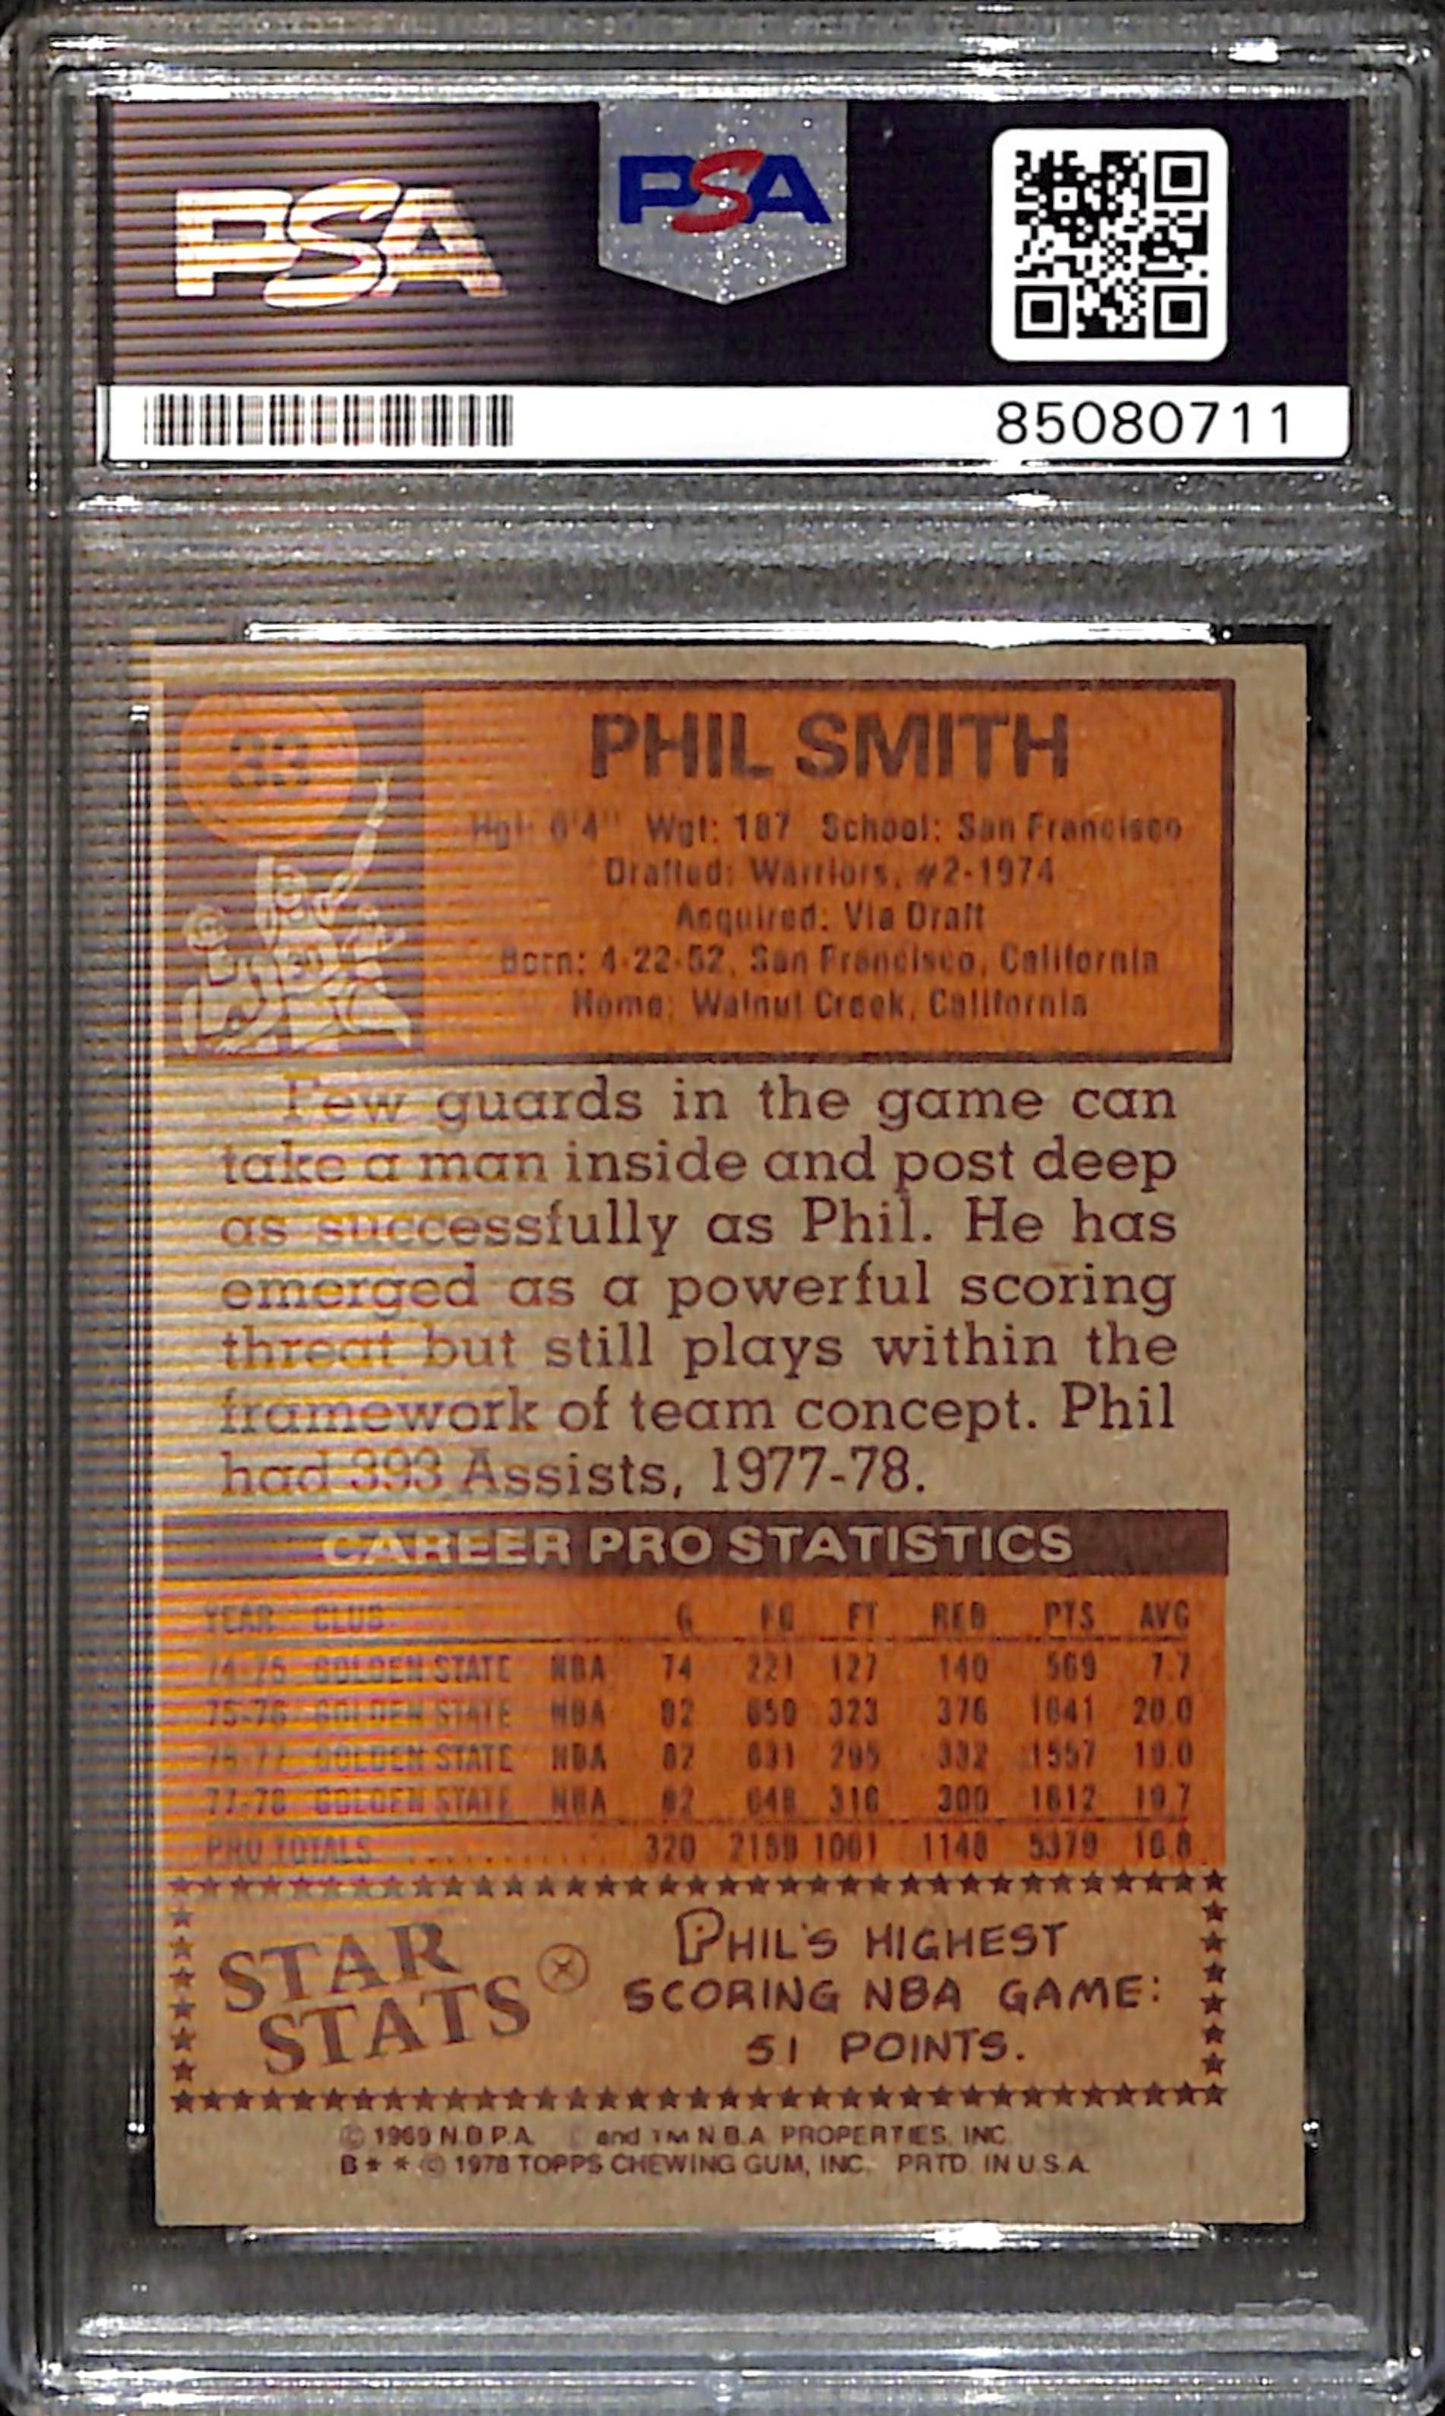 PSA
PSA
85080711
33
PHIL SMITH
Hgt: 6'4" Wgt: 187 School: San Francisco
Drafted: Warriors, #2-1974
Acquired: Via Draft
Born: 4-22-52, San Francisco, California
Home: Walnut Creek, California
Few guards in the game can
take a man inside and post deep
as successfully as Phil. He has
emerged as a powerful scoring
threat but still plays within the
framework of team concept. Phil
had 393 Assists, 1977-78.
CAREER PRO STATISTICS
YEAR CLUB G FG FT REB PTS AVG
74-75 GOLDEN STATE NBA 74 221 127 140 569 7.7
75-76 GOLDEN STATE NBA 82 659 323 376 1641 20.0
76-77 GOLDEN STATE NBA 82 631 295 332 1557 19.0
77-78 GOLDEN STATE NBA 82 648 316 300 1612 19.7
PRO TOTALS 320 2159 1061 1148 5379 16.8
STAR
STATS
PHIL'S HIGHEST
SCORING NBA GAME:
51 POINTS.
© 1969 N.B.P.A. and TM N.B.A. PROPERTIES, INC.
B * * © 1978 TOPPS CHEWING GUM, INC. PRTD. IN U.S.A.